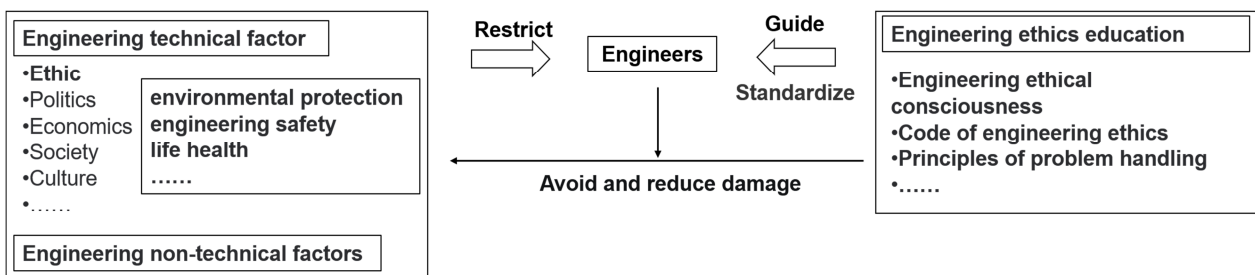 Engineering technical factor
•Ethic
•Politics
•Economics
•Society
•Culture
•……
environmental protection
engineering safety
life health
……
Engineering non-technical factors
Restrict
Engineers
Guide
Standardize
Avoid and reduce damage
Engineering ethics education
•Engineering ethical
consciousness
•Code of engineering ethics
•Principles of problem handling
•……